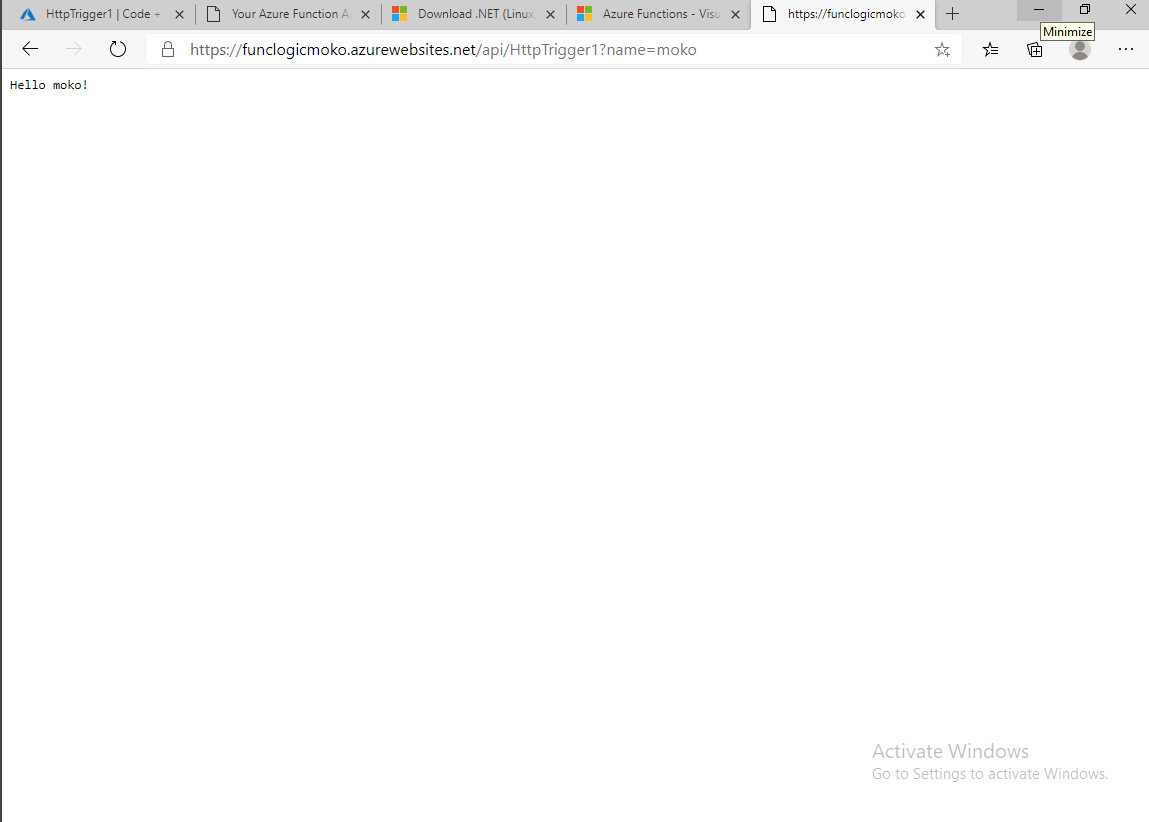 HttpTrigger1 | Code +
Your Azure Function A
Download .NET (Linux,
Azure Functions - Visu
https://funclogicmoko
Minimize
https://funclogicmoko.azurewebsites.net/api/HttpTrigger1?name=moko
Hello moko!
Activate Windows
Go to Settings to activate Windows.